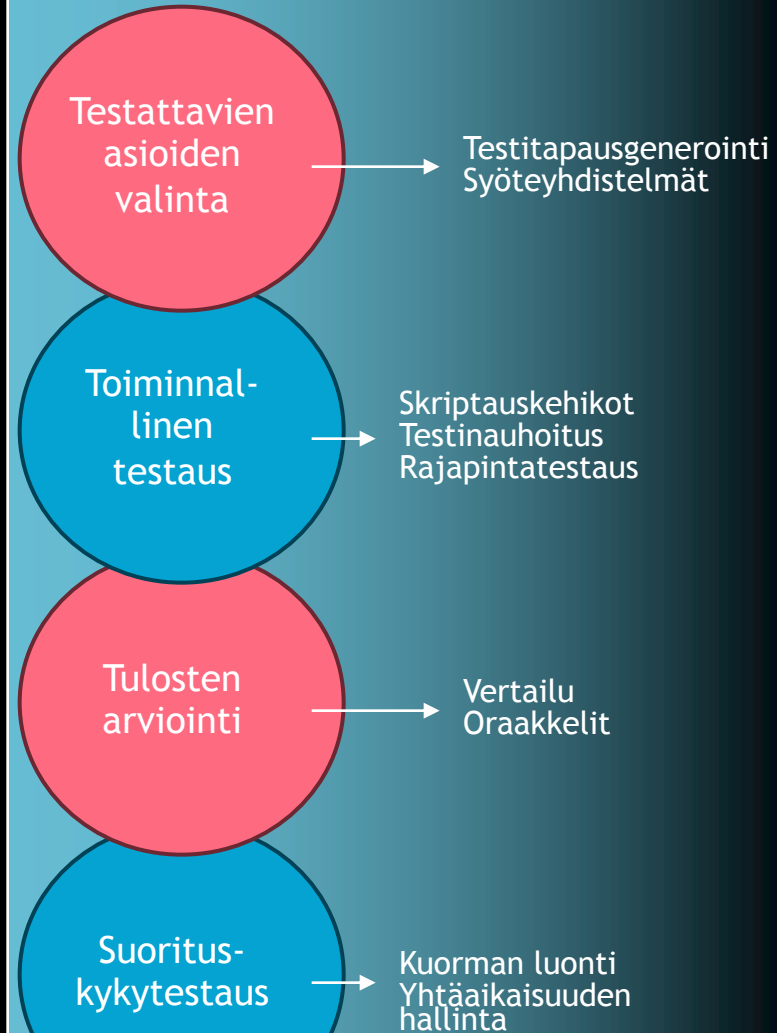 Testattavien
asioiden
valinta
Testitapausgenerointi
Syöteyhdistelmät
Toiminnal-
linen
testaus
Skriptauskehikot
Testinauhoitus
Rajapintatestaus
Tulosten
arviointi
Vertailu
Oraakkelit
Suoritus-
kykytestaus
Kuorman luonti
Yhtäaikaisuuden
hallinta